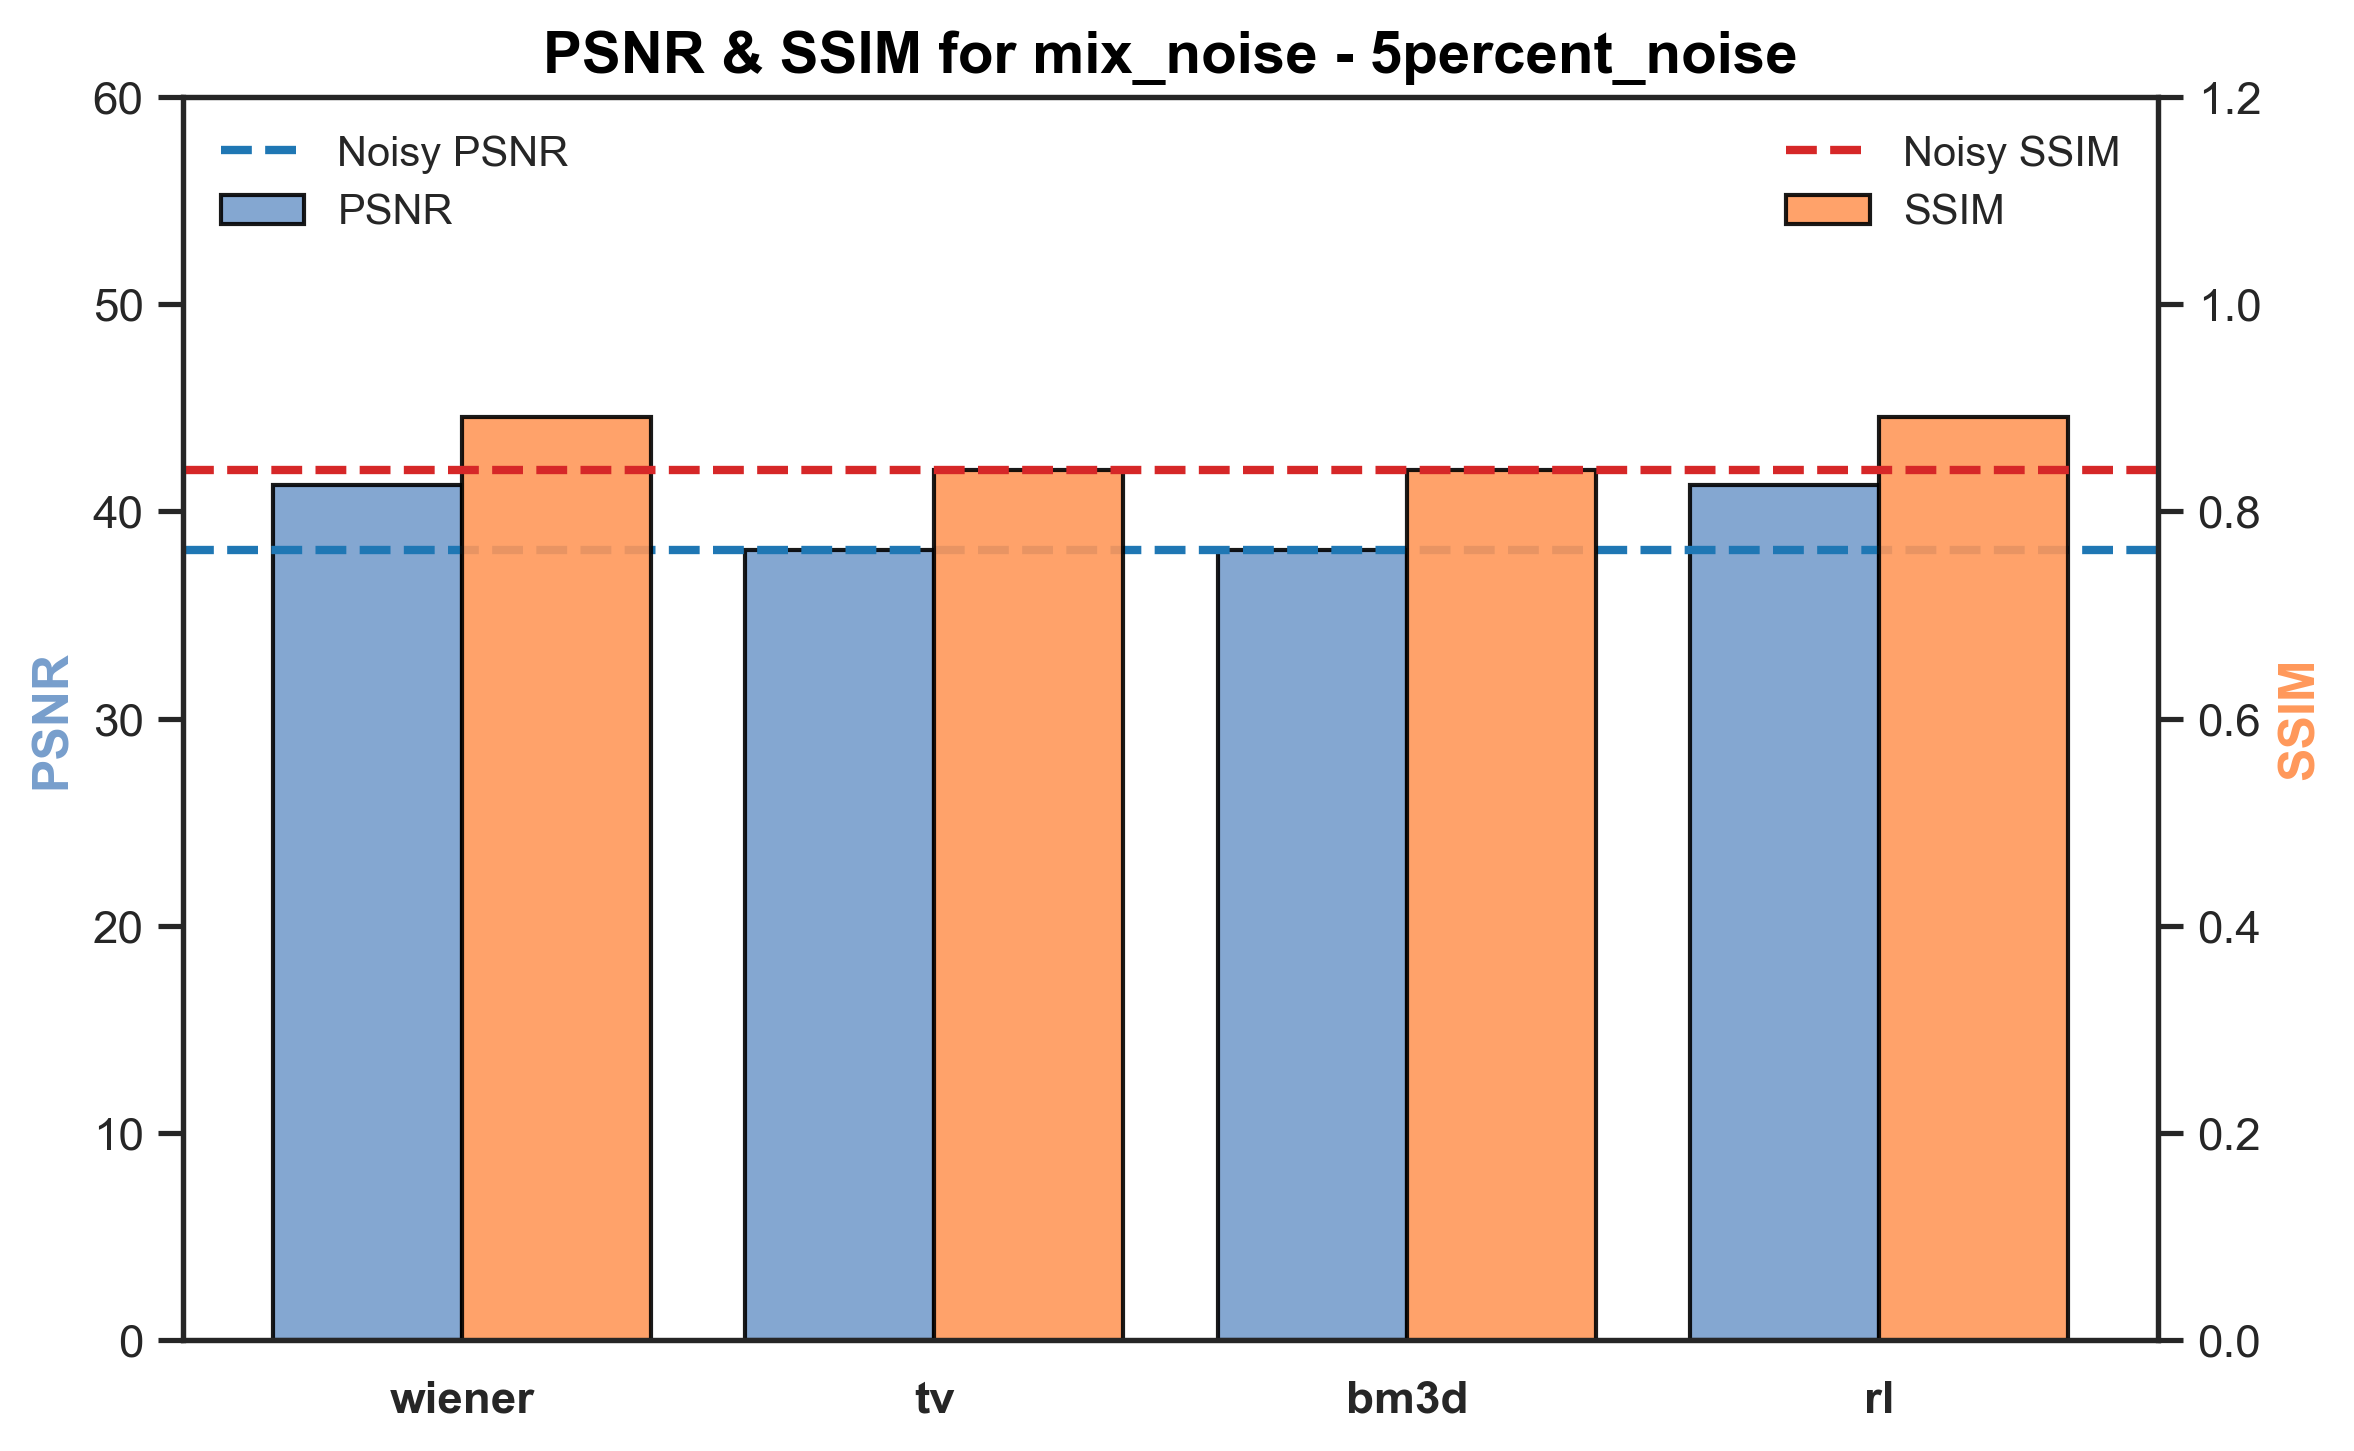 PSNR & SSIM for mix_noise - 5percent_noise
60
50
40
30
20
10
0
PSNR
Noisy PSNR
PSNR
Noisy SSIM
SSIM
1.2
1.0
0.8
0.6
0.4
0.2
0.0
SSIM
wiener
tv
bm3d
rl